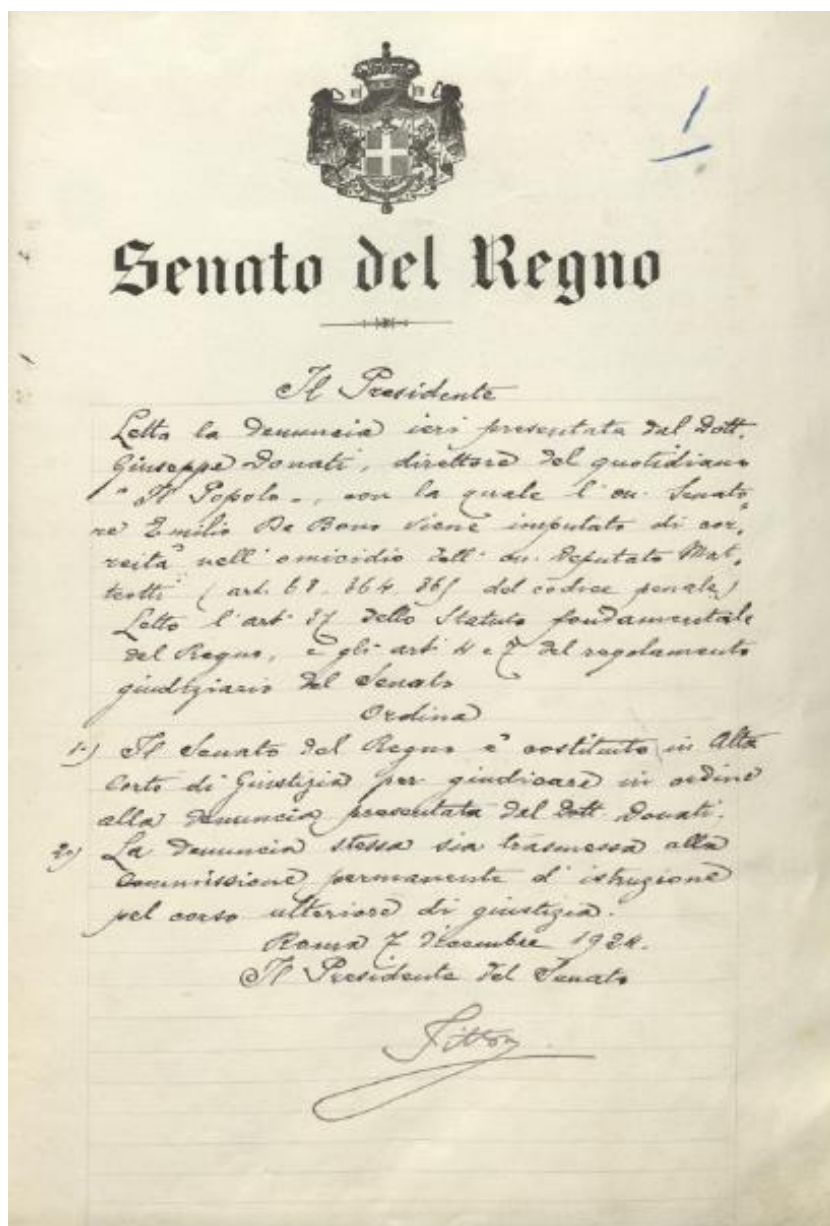 1
Senato del Regno
Il Presidente
Letta la denuncia ieri presentata dal Dott.
Giuseppe Donati, direttore del quotidiano
"Il Popolo", con la quale l'on. Senato,
re Emilio De Bono viene imputato di cor,
reità nell'omicidio dell'on. Deputato Mat,
teotti (art. 63, 364, 365 del codice penale)
Letto l'art. 37 dello Statuto fondamentale
del Regno, e gli art. 4 e 7 del regolamento
giudiziario del Senato
Ordina
1°) Il Senato del Regno è costituito in Alta
Corte di Giustizia per giudicare in ordine
alla denuncia presentata dal Dott. Donati.
2°) La denuncia stessa sia trasmessa alla
Commissione permanente d'istruzione
pel corso ulteriore di giustizia.
Roma 7 dicembre 1924.
Il Presidente del Senato
Tittoni